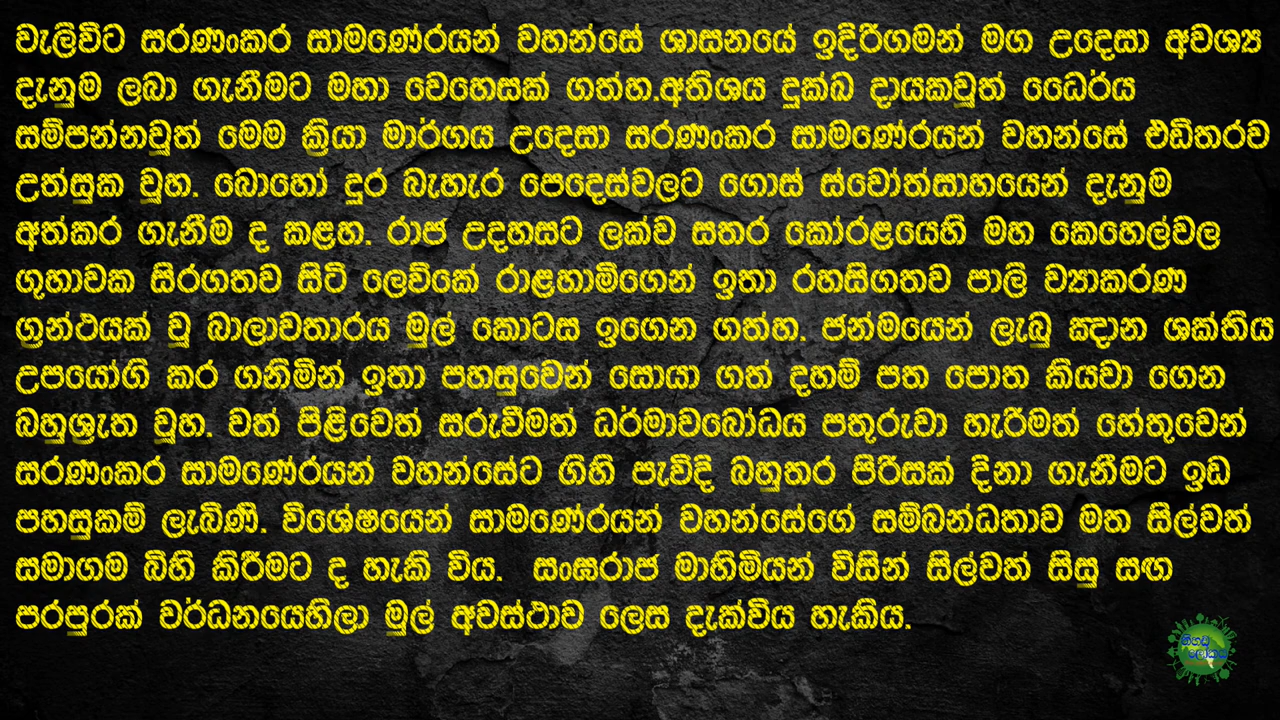 වැලිවිට සරණංකර සාමණේරයන් වහන්සේ ශාසනයේ ඉදිරිගමන් මග උදෙසා අවශ්‍ය
දැනුම ලබා ගැනීමට මහා වෙහෙසක් ගත්හ.අතිශය දුක්ඛ දායකවූත් ධෛර්ය
සම්පන්නවූත් මෙම ක්‍රියා මාර්ගය උදෙසා සරණංකර සාමණේරයන් වහන්සේ එඩිතරව
උත්සුක වූහ. බොහෝ දුර බැහැර පෙදෙස්වලට ගොස් ස්වෝත්සාහයෙන් දැනුම
අත්කර ගැනීම ද කළහ. රාජ උදහසට ලක්ව සතර කෝරළයෙහි මහ කෙහෙල්වල
ගුහාවක සිරගතව සිටි ලෙව්කේ රාළහාමිගෙන් ඉතා රහසිගතව පාලි ව්‍යාකරණ
ග්‍රන්ථයක් වූ බාලාවතාරය මුල් කොටස ඉගෙන ගත්හ. ජන්මයෙන් ලැබු ඤාන ශක්තිය
උපයෝගි කර ගනිමින් ඉතා පහසුවෙන් සොයා ගත් දහම් පත පොත කියවා ගෙන
බහුශ්‍රැත වූහ. වත් පිළිවෙත් සරුවීමත් ධර්මාවබෝධය පතුරුවා හැරීමත් හේතුවෙන්
සරණංකර සාමණේරයන් වහන්සේට ගිහි පැවිදි බහුතර පිරිසක් දිනා ගැනීමට ඉඩ
පහසුකම් ලැබිණි. විශේෂයෙන් සාමණේරයන් වහන්සේගේ සම්බන්ධතාව මත සිල්වත්
සමාගම බිහි කිරීමට ද හැකි විය. සංඝරාජ මාහිමියන් විසින් සිල්වත් සිසු සඟ
පරපුරක් වර්ධනයෙහිලා මුල් අවස්ථාව ලෙස දැක්විය හැකිය.